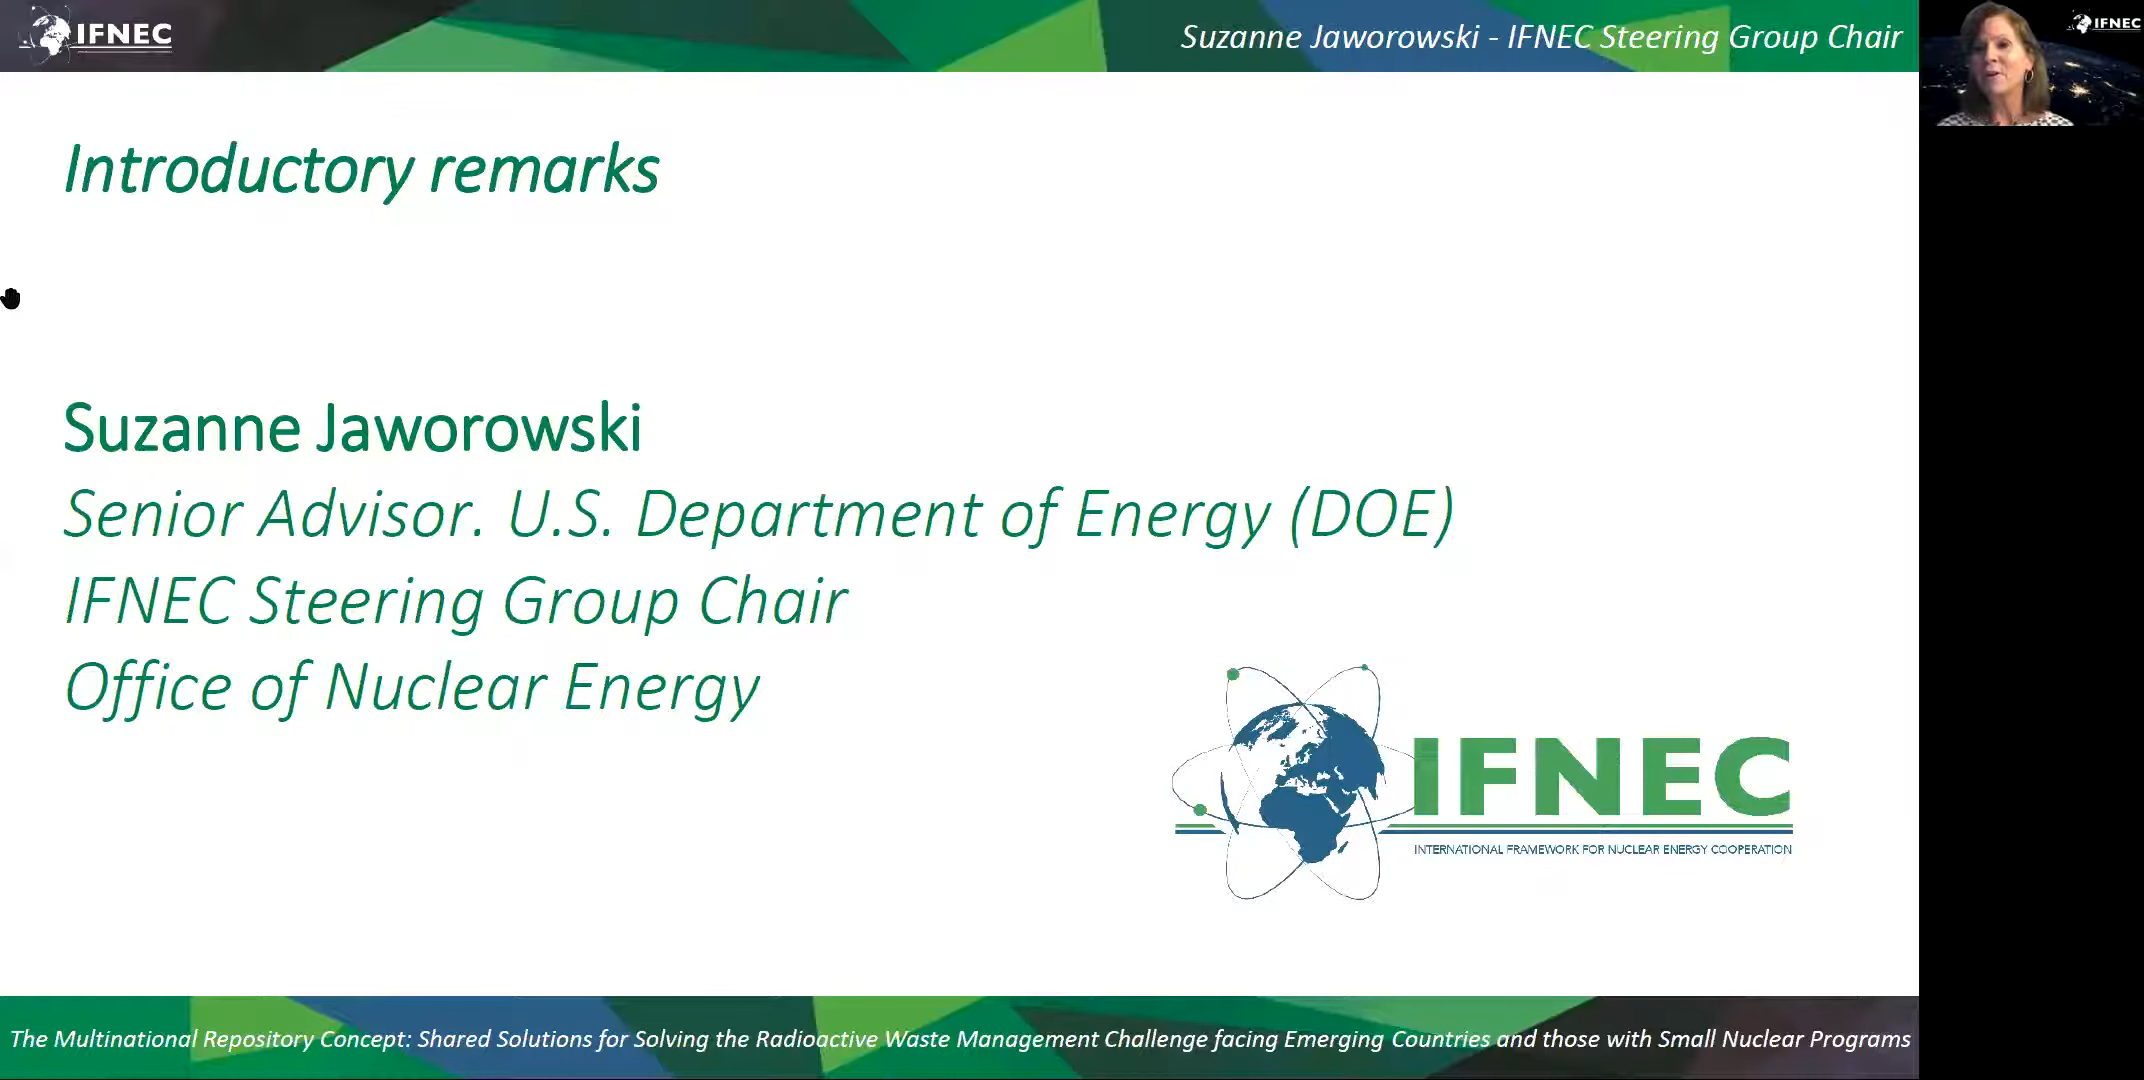 IFNEC
Suzanne Jaworowski - IFNEC Steering Group Chair
IFNEC
Introductory remarks
Suzanne Jaworowski
Senior Advisor. U.S. Department of Energy (DOE)
IFNEC Steering Group Chair
Office of Nuclear Energy
IFNEC
INTERNATIONAL FRAMEWORK FOR NUCLEAR ENERGY COOPERATION
The Multinational Repository Concept: Shared Solutions for Solving the Radioactive Waste Management Challenge facing Emerging Countries and those with Small Nuclear Programs